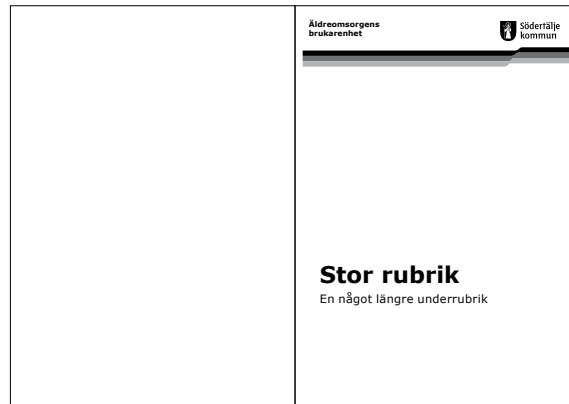 Äldreomsorgens
brukarenhet
Södertälje
kommun
Stor rubrik
En något längre underrubrik